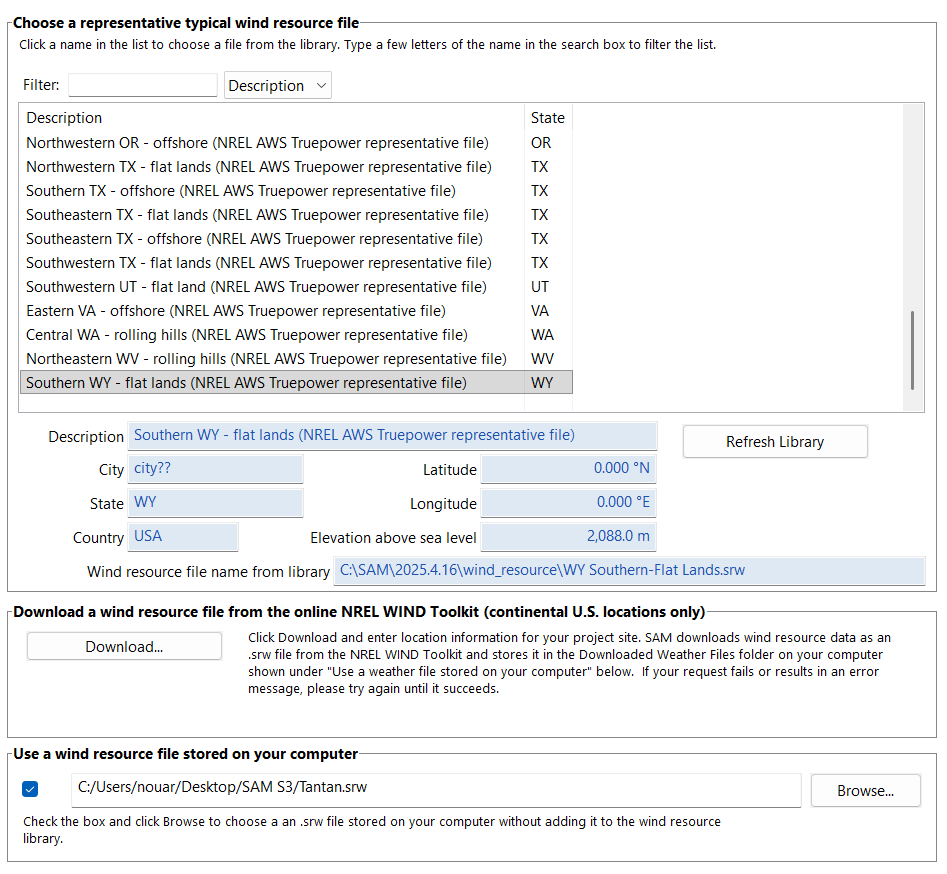 Choose a representative typical wind resource file
Click a name in the list to choose a file from the library. Type a few letters of the name in the search box to filter the list.
Filter: Description
Description State
Northwestern OR - offshore (NREL AWS Truepower representative file) OR
Northwestern TX - flat lands (NREL AWS Truepower representative file) TX
Southern TX - offshore (NREL AWS Truepower representative file) TX
Southeastern TX - flat lands (NREL AWS Truepower representative file) TX
Southeastern TX - offshore (NREL AWS Truepower representative file) TX
Southwestern TX - flat lands (NREL AWS Truepower representative file) TX
Southwestern UT - flat land (NREL AWS Truepower representative file) UT
Eastern VA - offshore (NREL AWS Truepower representative file) VA
Central WA - rolling hills (NREL AWS Truepower representative file) WA
Northeastern WV - rolling hills (NREL AWS Truepower representative file) WV
Southern WY - flat lands (NREL AWS Truepower representative file) WY
Description Southern WY - flat lands (NREL AWS Truepower representative file) Refresh Library
City city?? Latitude 0.000 °N
State WY Longitude 0.000 °E
Country USA Elevation above sea level 2,088.0 m
Wind resource file name from library C:\SAM\2025.4.16\wind_resource\WY Southern-Flat Lands.srw
Download a wind resource file from the online NREL WIND Toolkit (continental U.S. locations only)
Download... Click Download and enter location information for your project site. SAM downloads wind resource data as an
.srw file from the NREL WIND Toolkit and stores it in the Downloaded Weather Files folder on your computer
shown under "Use a weather file stored on your computer" below. If your request fails or results in an error
message, please try again until it succeeds.
Use a wind resource file stored on your computer
C:/Users/nouar/Desktop/SAM S3/Tantan.srw Browse...
Check the box and click Browse to choose a an .srw file stored on your computer without adding it to the wind resource
library.